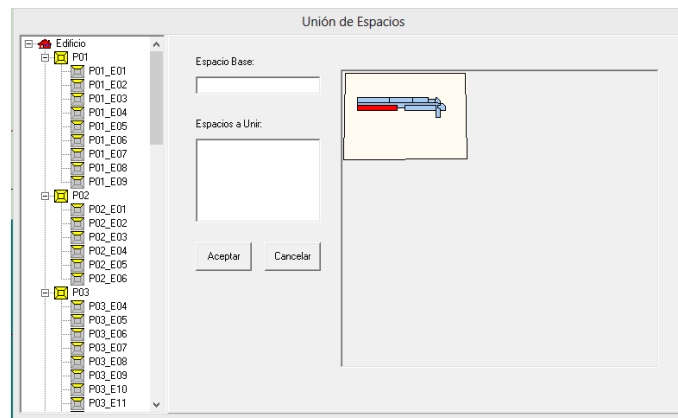 Unión de Espacios
Edificio
P01
P01_E01
P01_E02
P01_E03
P01_E04
P01_E05
P01_E06
P01_E07
P01_E08
P01_E09
P02
P02_E01
P02_E02
P02_E03
P02_E04
P02_E05
P02_E06
P03
P03_E04
P03_E05
P03_E06
P03_E07
P03_E08
P03_E09
P03_E10
P03_E11
Espacio Base:
Espacios a Unir:
Aceptar Cancelar